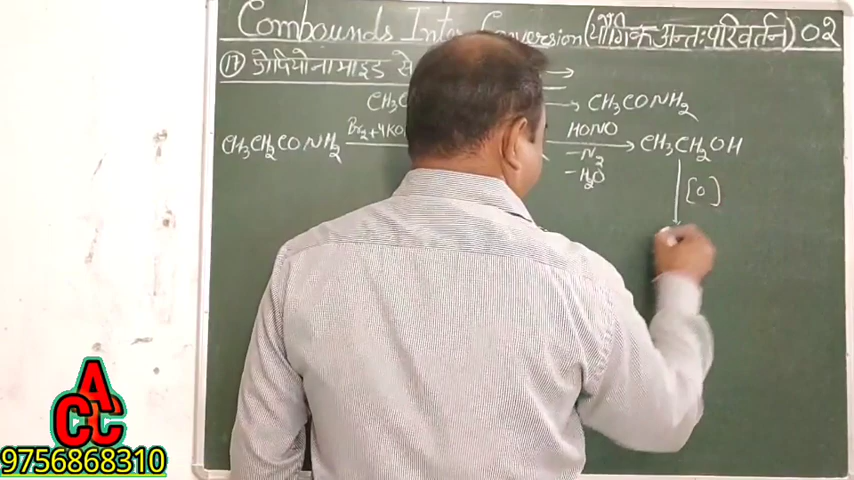 Compounds Inter Conversion (यौगिक अन्तः परिवर्तन) 02
(17) प्रोपियोनामाइड से
CH₃CONH₂
CH₃CH₂CONH₂ Br₂+4KO HONO -N₂ -H₂O CH₃CH₂OH
[O]
ACC
9756868310